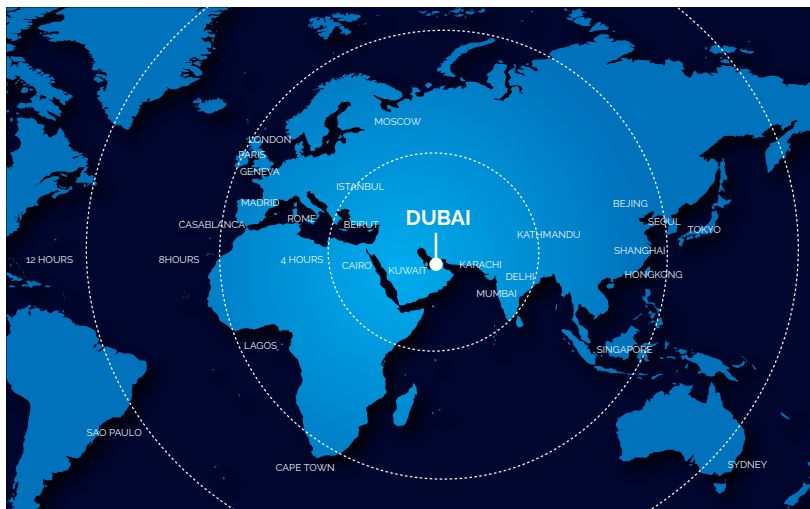 MOSCOW
LONDON
PARIS
GENEVA
ISTANBUL
MADRID
BEJING
ROME
DUBAI
CASABLANCA
BEIRUT
SEOUL
TOKYO
KATHMANDU
SHANGHAI
12 HOURS
8HOURS
4 HOURS
CAIRO
KUWAIT
KARACHI
DELHI
HONGKONG
MUMBAI
LAGOS
SINGAPORE
SAO PAULO
CAPE TOWN
SYDNEY